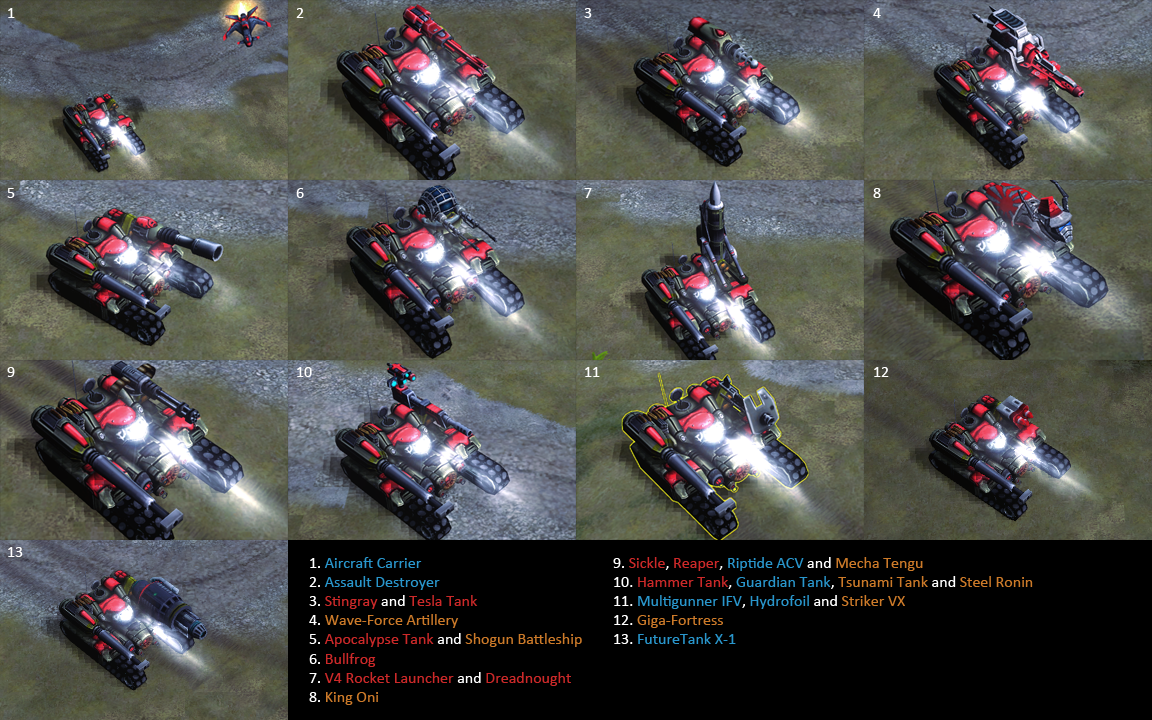 1
2
3
4
5
6
7
8
9
10
11
12
13
1. Aircraft Carrier
2. Assault Destroyer
3. Stingray and Tesla Tank
4. Wave-Force Artillery
5. Apocalypse Tank and Shogun Battleship
6. Bullfrog
7. V4 Rocket Launcher and Dreadnought
8. King Oni
9. Sickle, Reaper, Riptide ACV and Mecha Tengu
10. Hammer Tank, Guardian Tank, Tsunami Tank and Steel Ronin
11. Multigunner IFV, Hydrofoil and Striker VX
12. Giga-Fortress
13. FutureTank X-1